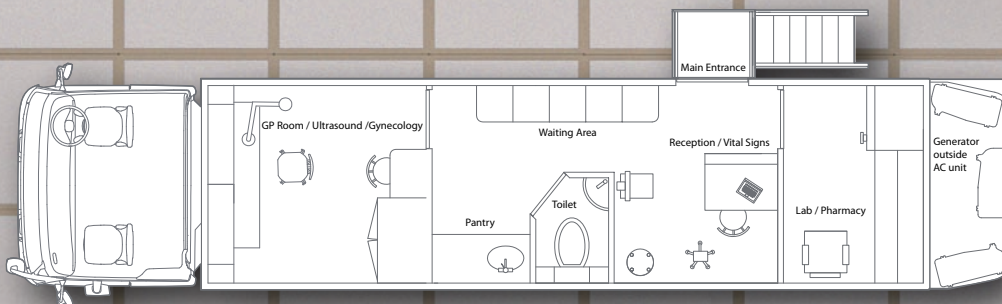 Main Entrance
GP Room / Ultrasound /Gynecology
Waiting Area
Reception / Vital Signs
Generator
outside
AC unit
Toilet
Lab / Pharmacy
Pantry